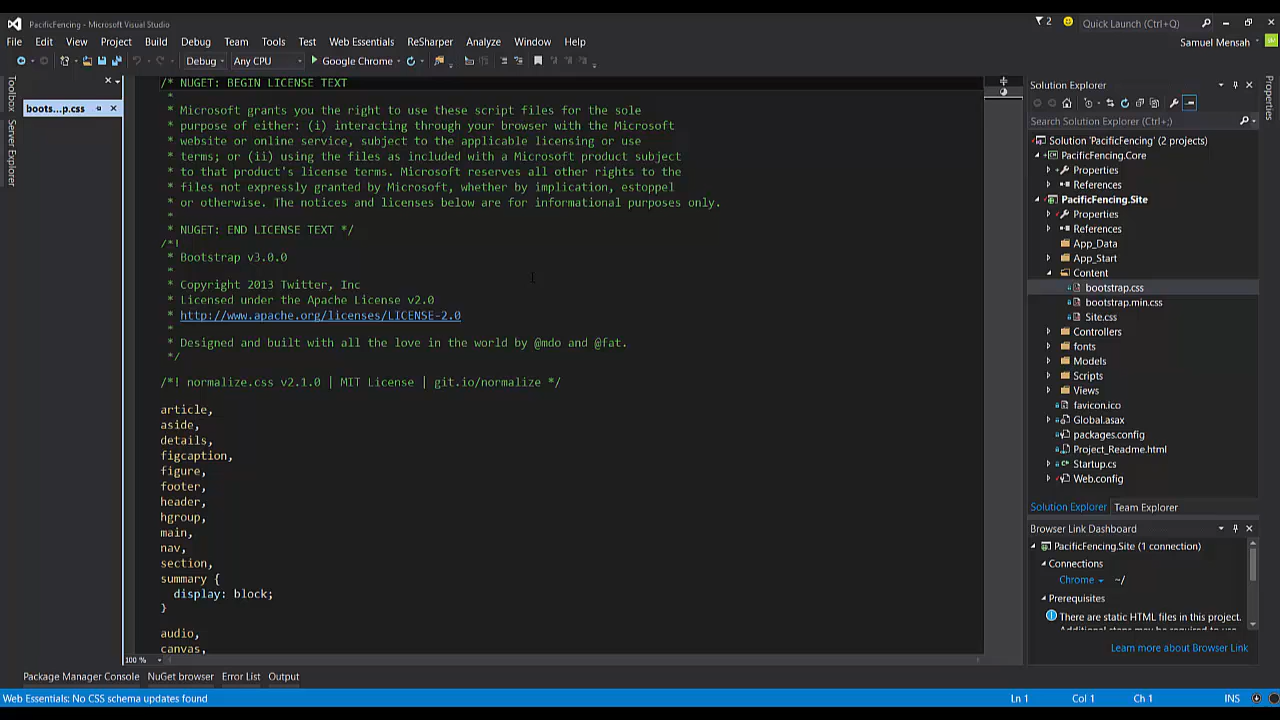 PacificFencing - Microsoft Visual Studio
2
Quick Launch (Ctrl+Q)
File Edit View Project Build Debug Team Tools Test Web Essentials ReSharper Analyze Window Help
Samuel Mensah
Debug Any CPU Google Chrome
Toolbox
Server Explorer
boots...p.css
/* NUGET: BEGIN LICENSE TEXT
*
* Microsoft grants you the right to use these script files for the sole
* purpose of either: (i) interacting through your browser with the Microsoft
* website or online service, subject to the applicable licensing or use
* terms; or (ii) using the files as included with a Microsoft product subject
* to that product's license terms. Microsoft reserves all other rights to the
* files not expressly granted by Microsoft, whether by implication, estoppel
* or otherwise. The notices and licenses below are for informational purposes only.
*
* NUGET: END LICENSE TEXT */
/*!
* Bootstrap v3.0.0
*
* Copyright 2013 Twitter, Inc
* Licensed under the Apache License v2.0
* http://www.apache.org/licenses/LICENSE-2.0
*
* Designed and built with all the love in the world by @mdo and @fat.
*/
/*! normalize.css v2.1.0 | MIT License | git.io/normalize */
article,
aside,
details,
figcaption,
figure,
footer,
header,
hgroup,
main,
nav,
section,
summary {
display: block;
}
audio,
canvas,
100 %
Solution Explorer
Search Solution Explorer (Ctrl+;)
Solution 'PacificFencing' (2 projects)
PacificFencing.Core
Properties
References
PacificFencing.Site
Properties
References
App_Data
App_Start
Content
bootstrap.css
bootstrap.min.css
Site.css
Controllers
fonts
Models
Scripts
Views
favicon.ico
Global.asax
packages.config
Project_Readme.html
Startup.cs
Web.config
Solution Explorer Team Explorer
Browser Link Dashboard
PacificFencing.Site (1 connection)
Connections
Chrome ~/
Prerequisites
There are static HTML files in this project.
Additional steps may be required to use
Learn more about Browser Link
Properties
Package Manager Console NuGet browser Error List Output
Web Essentials: No CSS schema updates found
Ln 1 Col 1 Ch 1 INS